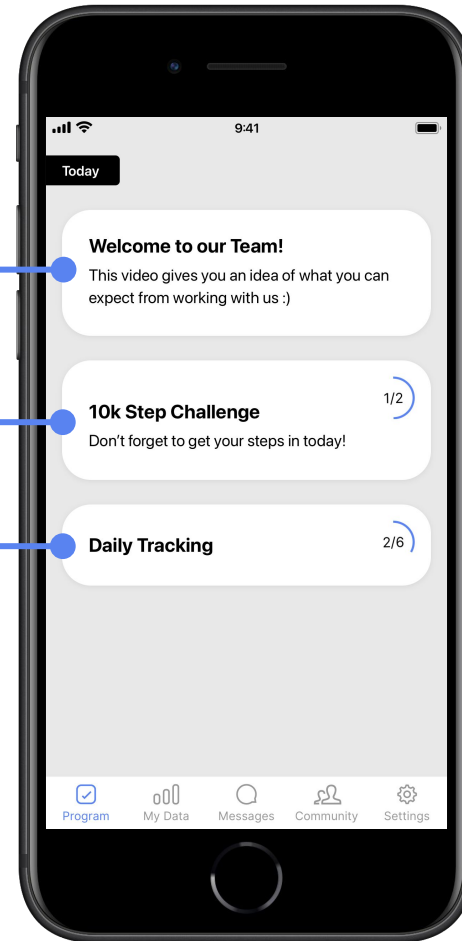 9:41
Today
Welcome to our Team!
This video gives you an idea of what you can
expect from working with us :)
1/2
10k Step Challenge
Don’t forget to get your steps in today!
Daily Tracking
2/6
Program
My Data
Messages
Community
Settings